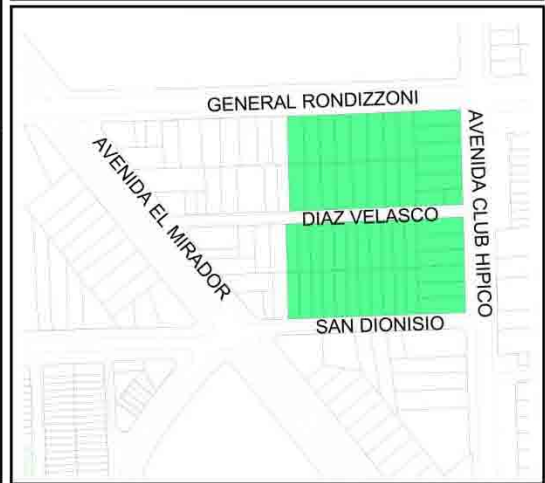 GENERAL RONDIZZONI
AVENIDA EL MIRADOR
AVENIDA CLUB HIPICO
DIAZ VELASCO
SAN DIONISIO